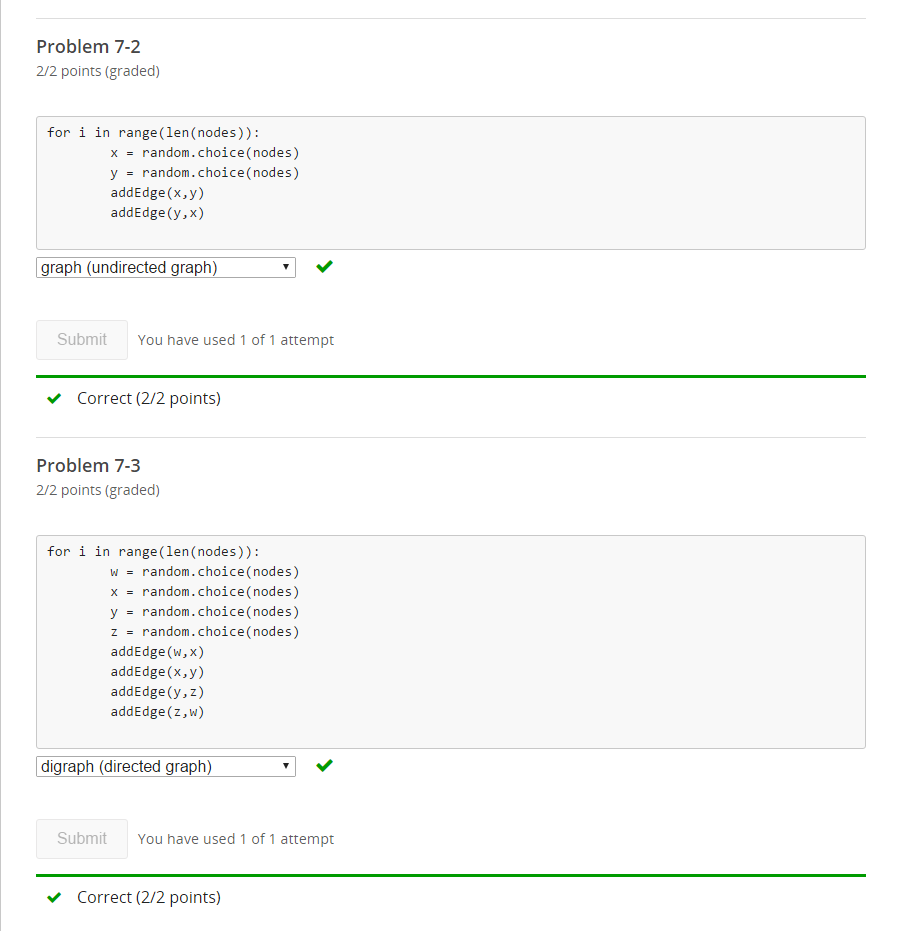 Problem 7-2
2/2 points (graded)
for i in range(len(nodes)):
        x = random.choice(nodes)
        y = random.choice(nodes)
        addEdge(x,y)
        addEdge(y,x)
graph (undirected graph)
Submit You have used 1 of 1 attempt
Correct (2/2 points)
Problem 7-3
2/2 points (graded)
for i in range(len(nodes)):
        w = random.choice(nodes)
        x = random.choice(nodes)
        y = random.choice(nodes)
        z = random.choice(nodes)
        addEdge(w,x)
        addEdge(x,y)
        addEdge(y,z)
        addEdge(z,w)
digraph (directed graph)
Submit You have used 1 of 1 attempt
Correct (2/2 points)